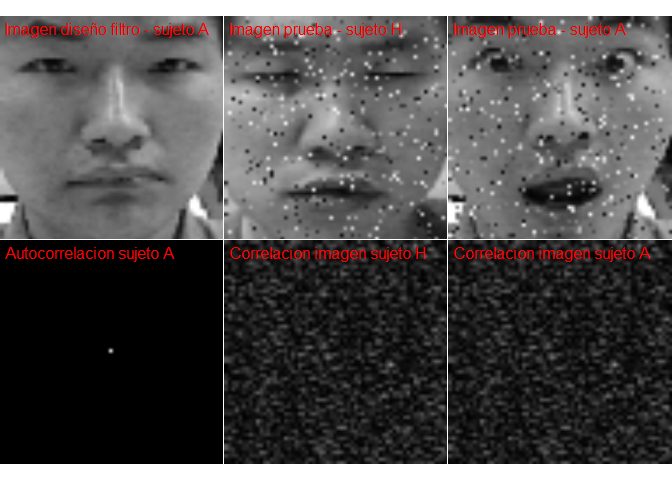 Imagen diseño filtro - sujeto A
Imagen prueba - sujeto H
Imagen prueba - sujeto A
Autocorrelacion sujeto A
Correlacion imagen sujeto H
Correlacion imagen sujeto A